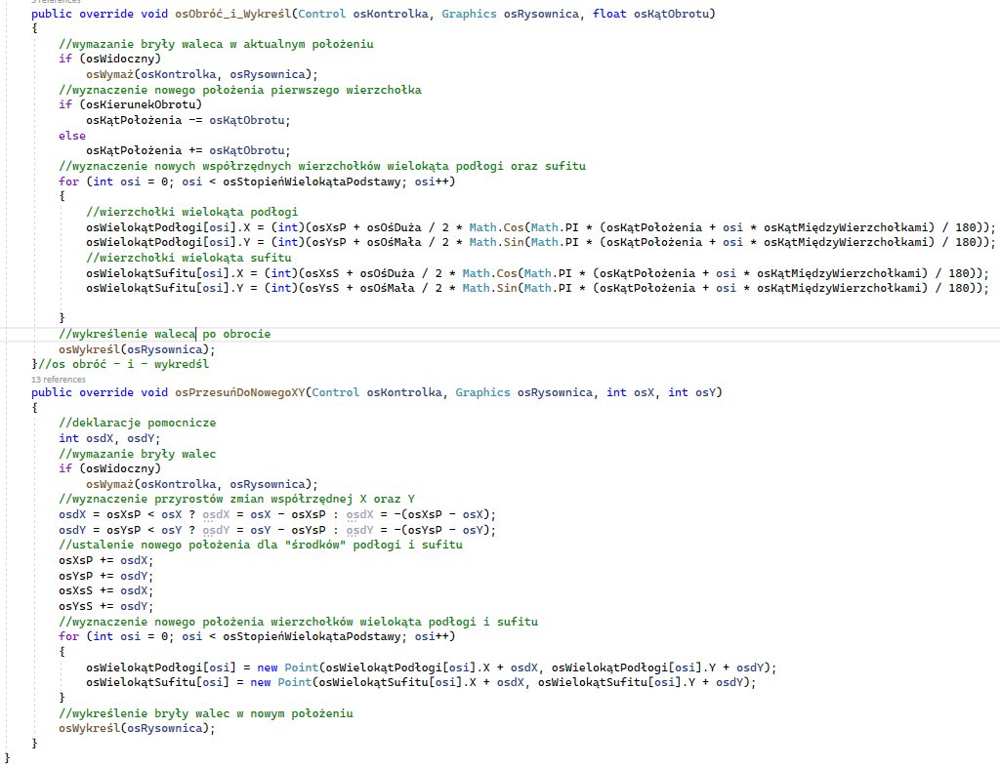 3 references
public override void osObróć_i_Wykreśl(Control osKontrolka, Graphics osRysownica, float osKątObrotu)
{
//wymazanie bryły waleca w aktualnym położeniu
if (osWidoczny)
osWymaż(osKontrolka, osRysownica);
//wyznaczenie nowego położenia pierwszego wierzchołka
if (osKierunekObrotu)
osKątPołożenia -= osKątObrotu;
else
osKątPołożenia += osKątObrotu;
//wyznaczenie nowych współrzędnych wierzchołków wielokąta podłogi oraz sufitu
for (int osi = 0; osi < osStopieńWielokątaPodstawy; osi++)
{
//wierzchołki wielokąta podłogi
osWielokątPodłogi[osi].X = (int)(osXsP + osOśDuża / 2 * Math.Cos(Math.PI * (osKątPołożenia + osi * osKątMiędzyWierzchołkami) / 180));
osWielokątPodłogi[osi].Y = (int)(osYsP + osOśMała / 2 * Math.Sin(Math.PI * (osKątPołożenia + osi * osKątMiędzyWierzchołkami) / 180));
//wierzchołki wielokąta sufitu
osWielokątSufitu[osi].X = (int)(osXsS + osOśDuża / 2 * Math.Cos(Math.PI * (osKątPołożenia + osi * osKątMiędzyWierzchołkami) / 180));
osWielokątSufitu[osi].Y = (int)(osYsS + osOśMała / 2 * Math.Sin(Math.PI * (osKątPołożenia + osi * osKątMiędzyWierzchołkami) / 180));
}
//wykreślenie waleca po obrocie
osWykreśl(osRysownica);
}//os obróć - i - wykredśl
13 references
public override void osPrzesuńDoNowegoXY(Control osKontrolka, Graphics osRysownica, int osX, int osY)
{
//deklaracje pomocnicze
int osdX, osdY;
//wymazanie bryły walec
if (osWidoczny)
osWymaż(osKontrolka, osRysownica);
//wyznaczenie przyrostów zmian współrzędnej X oraz Y
osdX = osXsP < osX ? osdX = osX - osXsP : osdX = -(osXsP - osX);
osdY = osYsP < osY ? osdY = osY - osYsP : osdY = -(osYsP - osY);
//ustalenie nowego położenia dla "środków" podłogi i sufitu
osXsP += osdX;
osYsP += osdY;
osXsS += osdX;
osYsS += osdY;
//wyznaczenie nowego położenia wierzchołków wielokąta podłogi i sufitu
for (int osi = 0; osi < osStopieńWielokątaPodstawy; osi++)
{
osWielokątPodłogi[osi] = new Point(osWielokątPodłogi[osi].X + osdX, osWielokątPodłogi[osi].Y + osdY);
osWielokątSufitu[osi] = new Point(osWielokątSufitu[osi].X + osdX, osWielokątSufitu[osi].Y + osdY);
}
//wykreślenie bryły walec w nowym położeniu
osWykreśl(osRysownica);
}
}